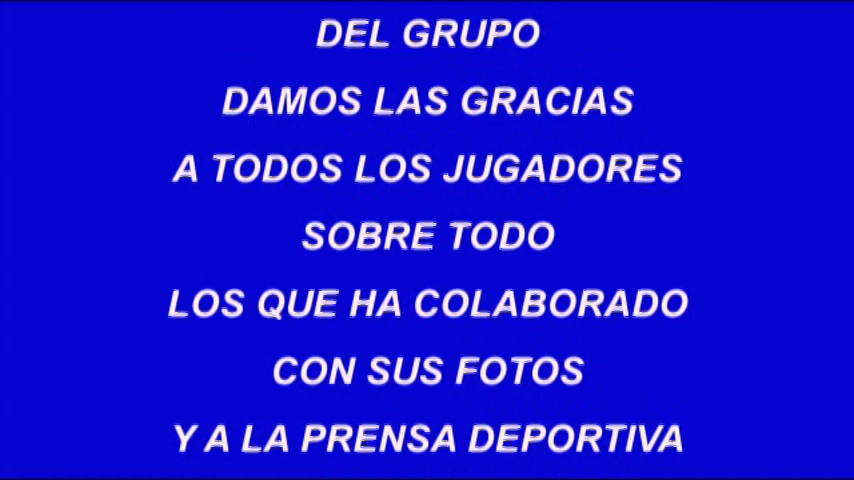 DEL GRUPO
DAMOS LAS GRACIAS
A TODOS LOS JUGADORES
SOBRE TODO
LOS QUE HA COLABORADO
CON SUS FOTOS
Y A LA PRENSA DEPORTIVA